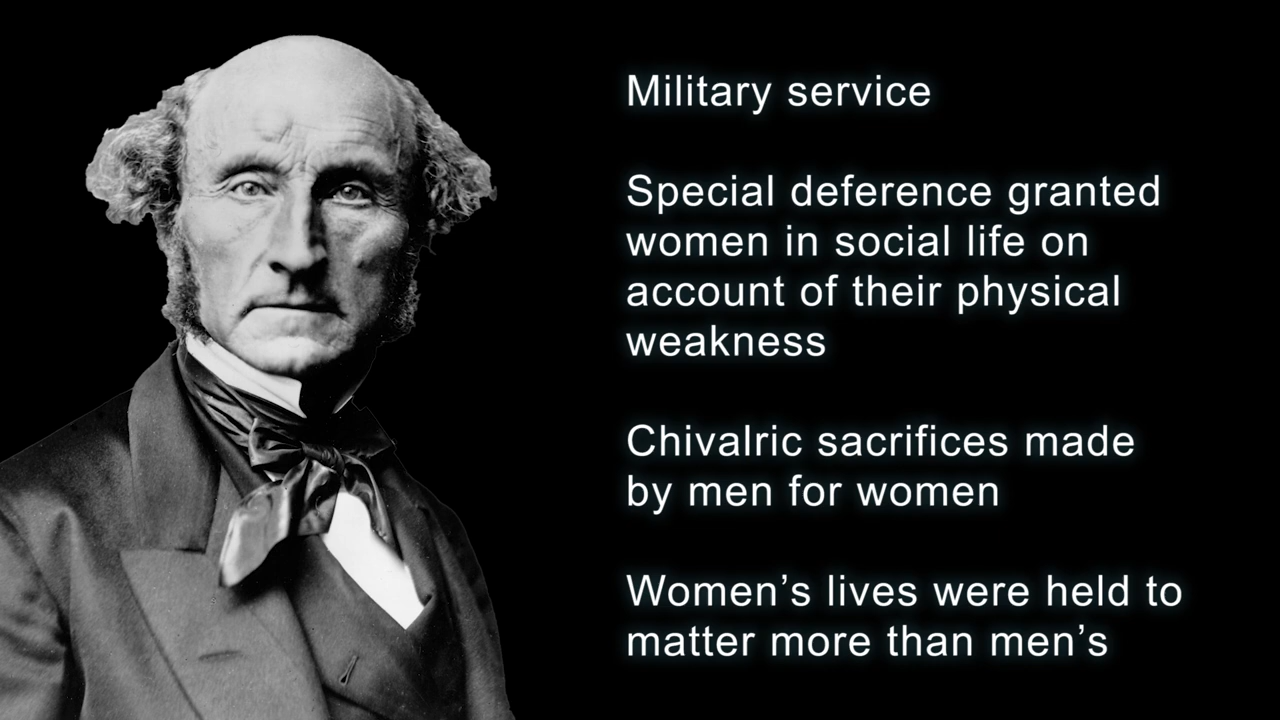 Military service
Special deference granted
women in social life on
account of their physical
weakness
Chivalric sacrifices made
by men for women
Women’s lives were held to
matter more than men’s